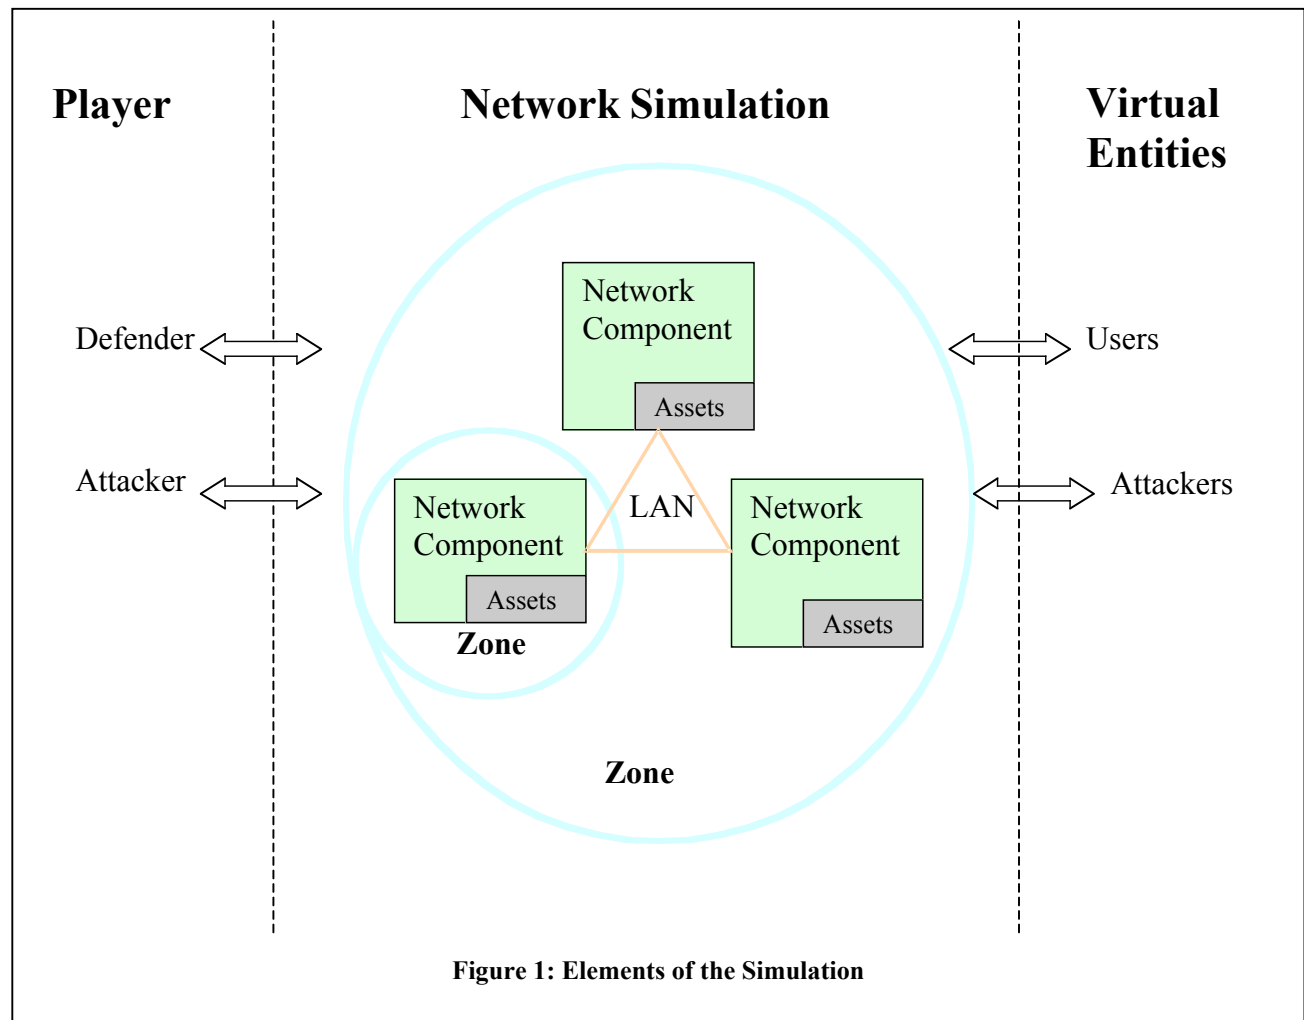 Player
Network Simulation
Virtual
Entities
Network
Component
Assets
Defender
Users
Attacker
Attackers
Network
Component
Assets
Zone
LAN
Network
Component
Assets
Zone
Figure 1: Elements of the Simulation